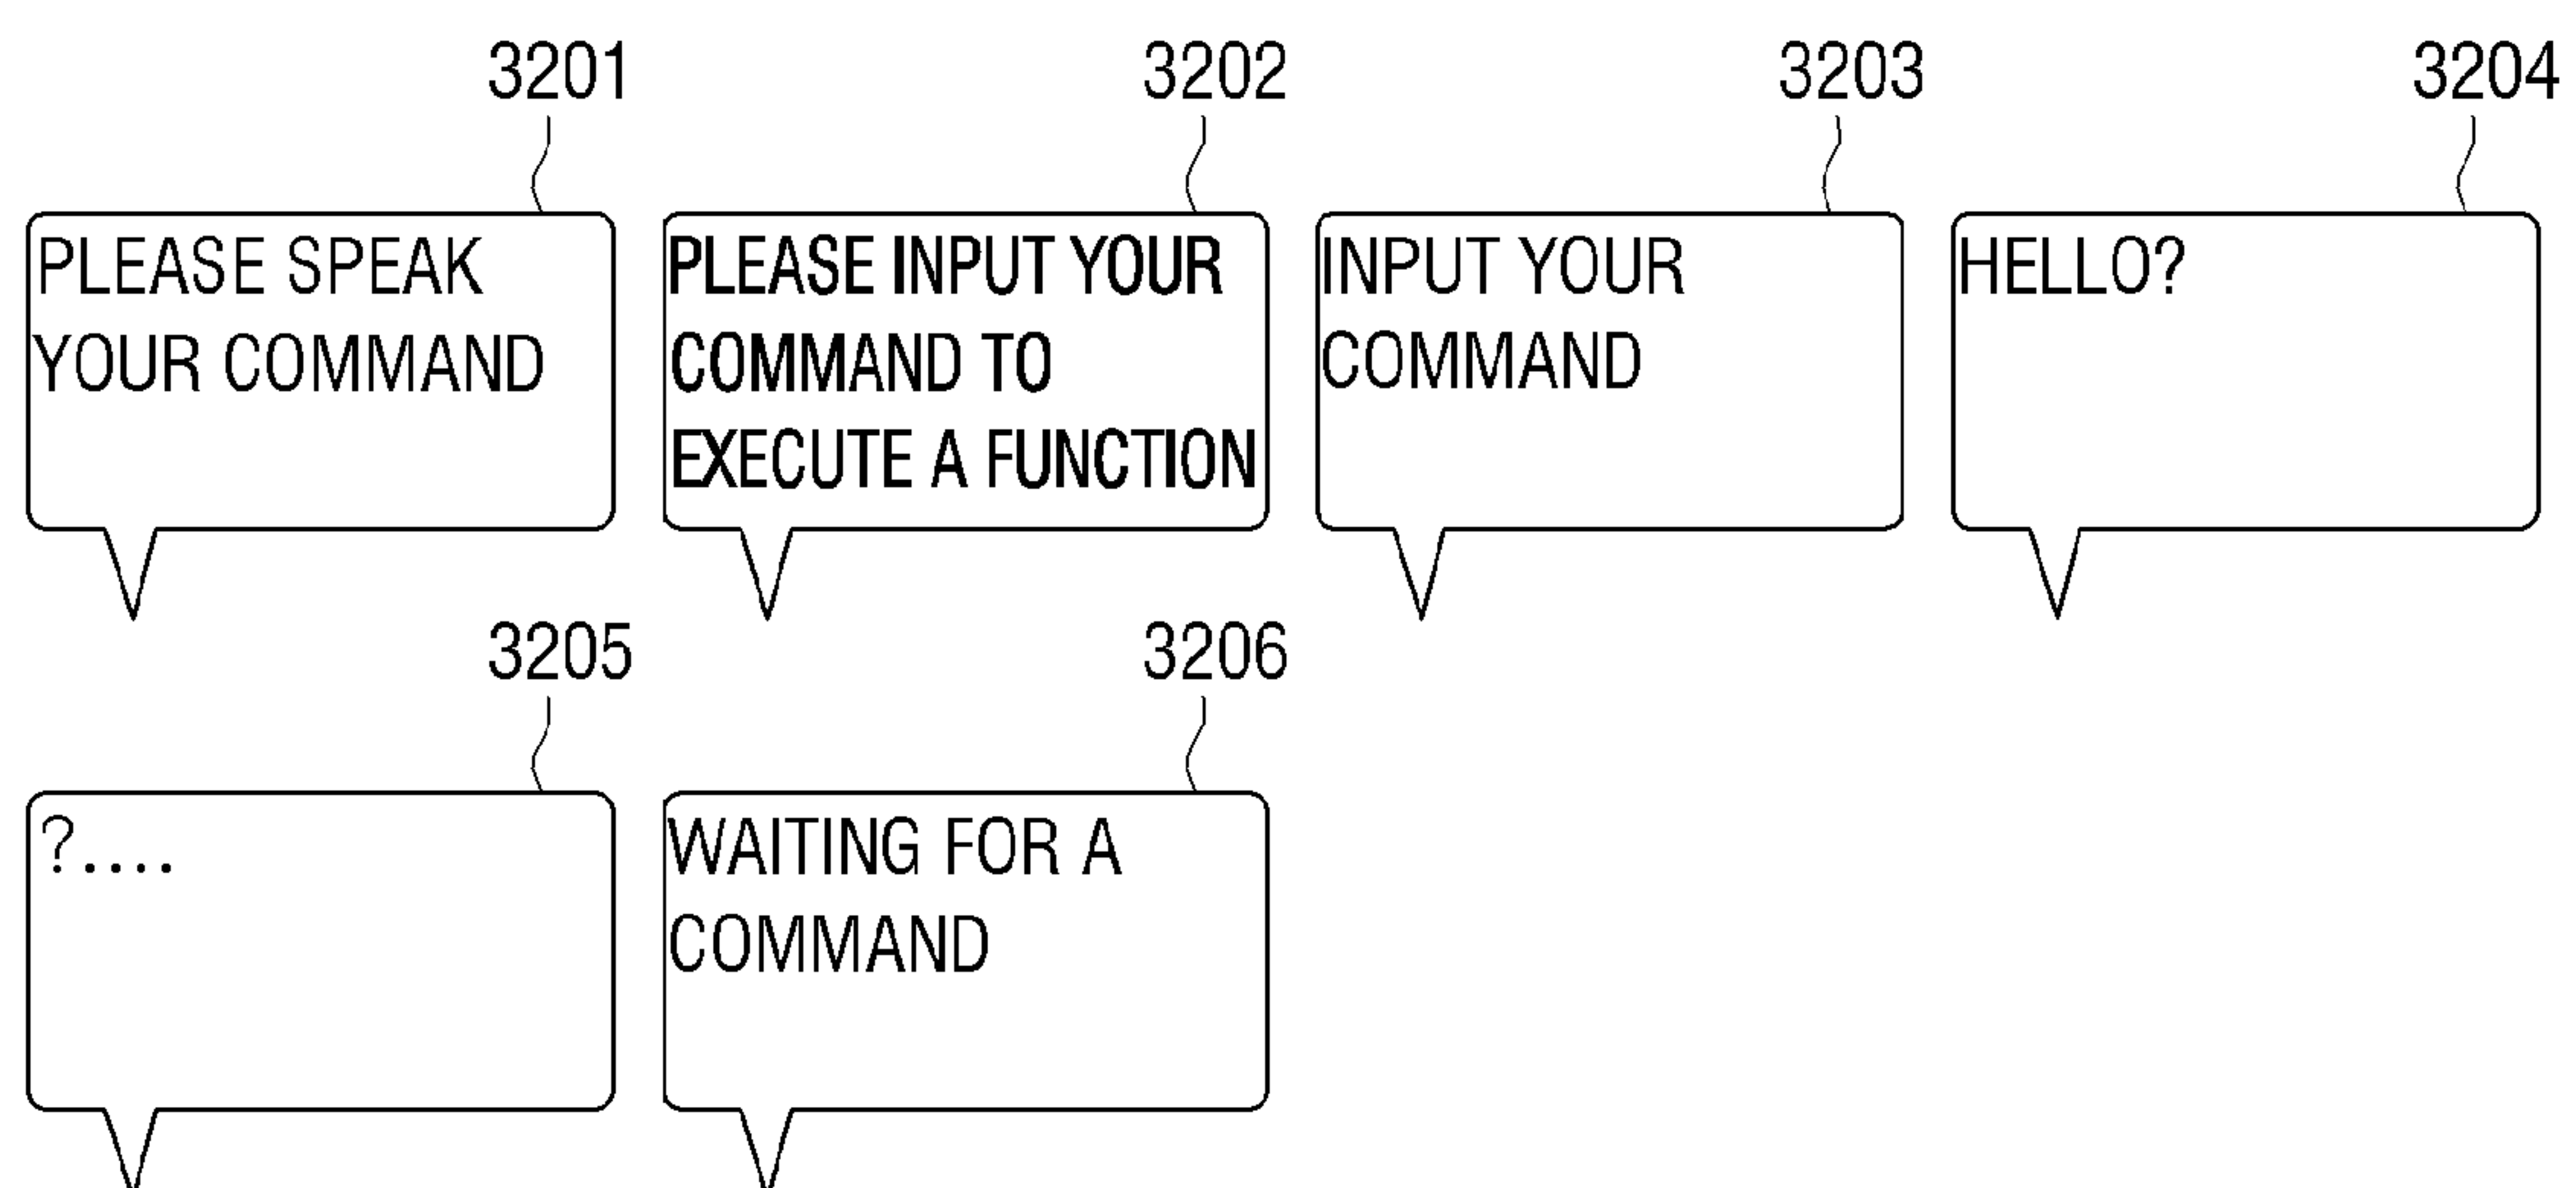 3201
3202
3203
3204
PLEASE SPEAK
YOUR COMMAND
PLEASE INPUT YOUR
COMMAND TO
EXECUTE A FUNCTION
INPUT YOUR
COMMAND
HELLO?
3205
3206
?....
WAITING FOR A
COMMAND